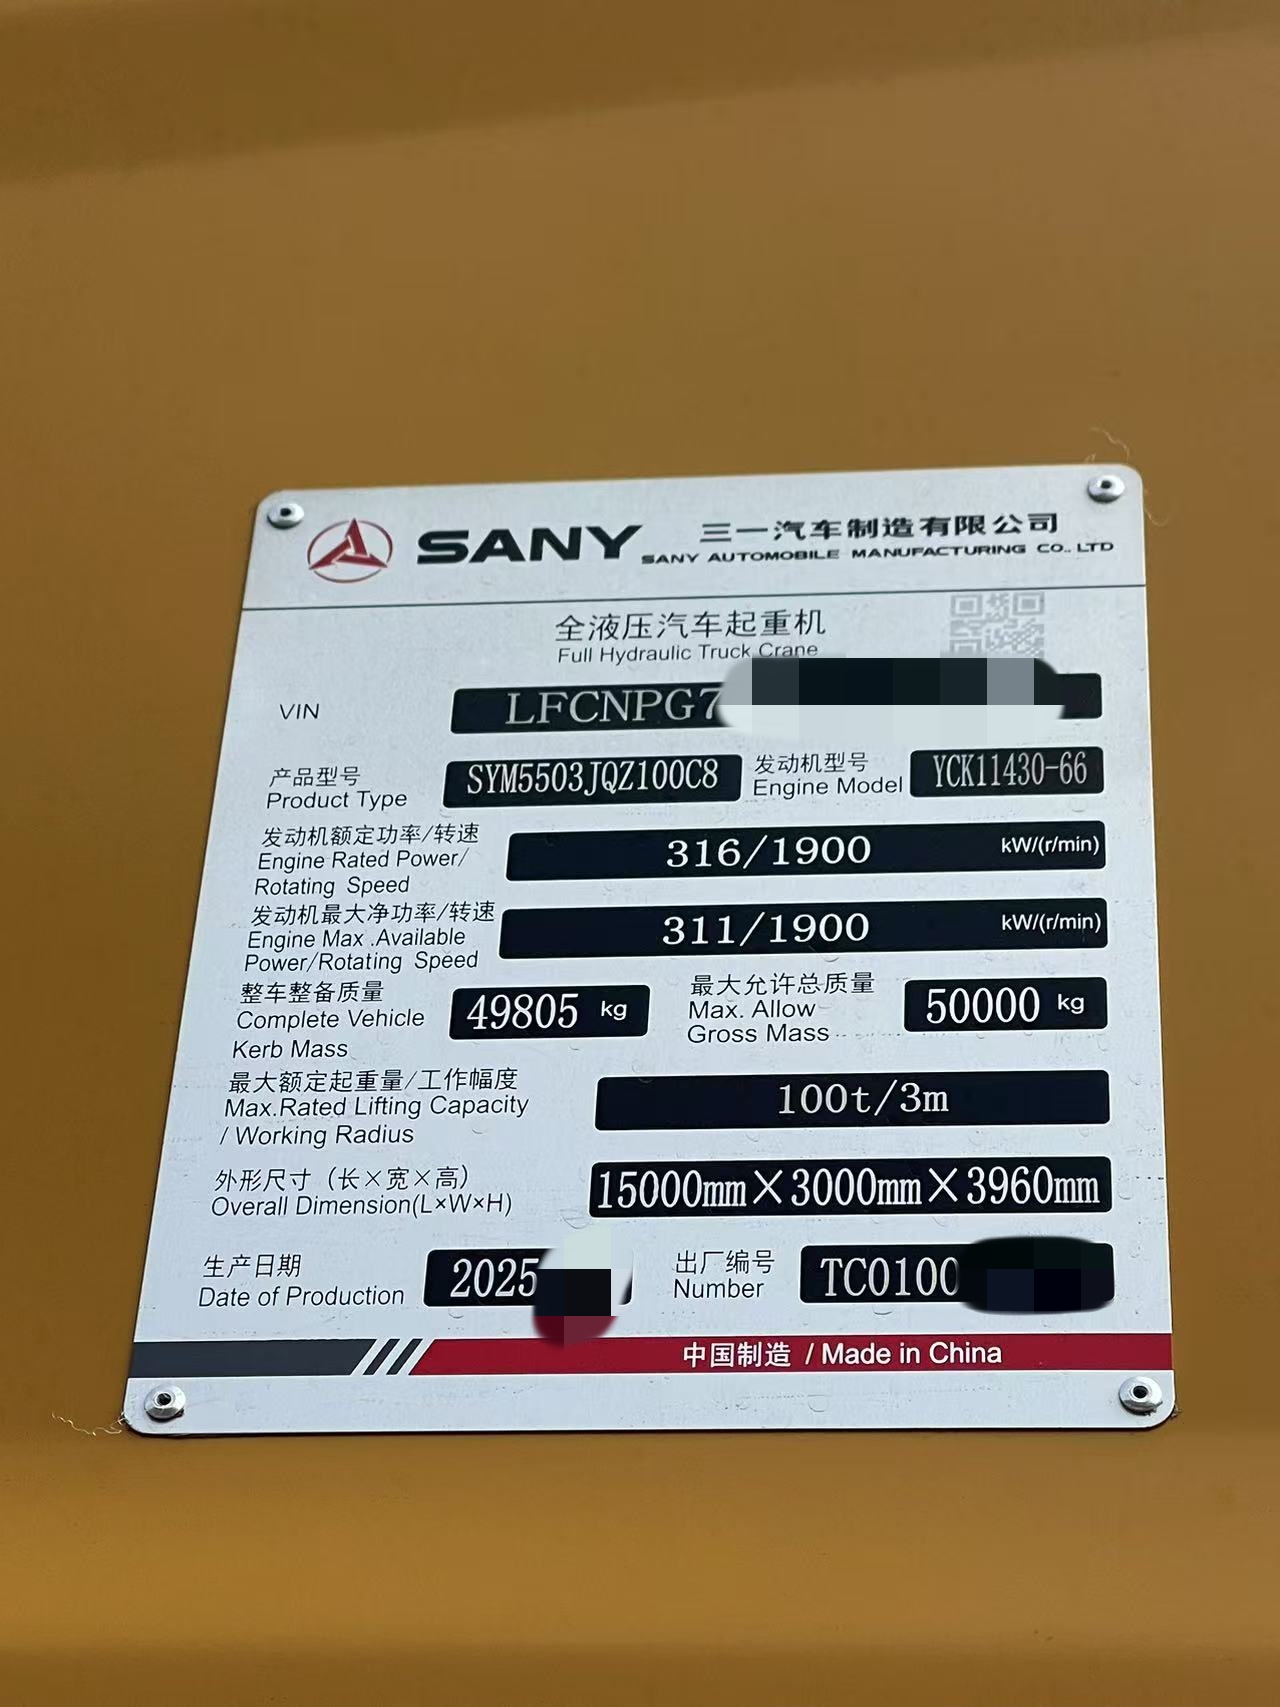 SANY 三一汽车制造有限公司
SANY AUTOMOBILE MANUFACTURING CO., LTD
全液压汽车起重机
Full Hydraulic Truck Crane
VIN LFCNPG7
产品型号 SYM5503JQZ100C8 发动机型号 YCK11430-66
Product Type Engine Model
发动机额定功率/转速
Engine Rated Power/ 316/1900 kW/(r/min)
Rotating Speed
发动机最大净功率/转速
Engine Max .Available 311/1900 kW/(r/min)
Power/Rotating Speed
整车整备质量 最大允许总质量
Complete Vehicle 49805 kg Max. Allow 50000 kg
Kerb Mass Gross Mass
最大额定起重量/工作幅度
Max.Rated Lifting Capacity 100t/3m
/ Working Radius
外形尺寸（长×宽×高） 15000mm×3000mm×3960mm
Overall Dimension(L×W×H)
生产日期 2025 出厂编号 TC0100
Date of Production Number
中国制造 / Made in China